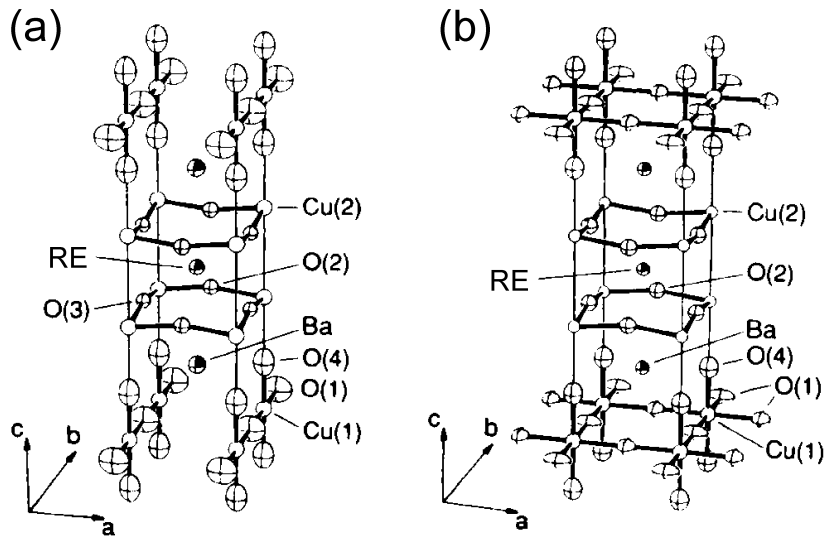 (a)
Cu(2)
RE
O(2)
O(3)
Ba
O(4)
O(1)
Cu(1)
c
b
a
(b)
Cu(2)
RE
O(2)
Ba
O(4)
O(1)
Cu(1)
c
b
a